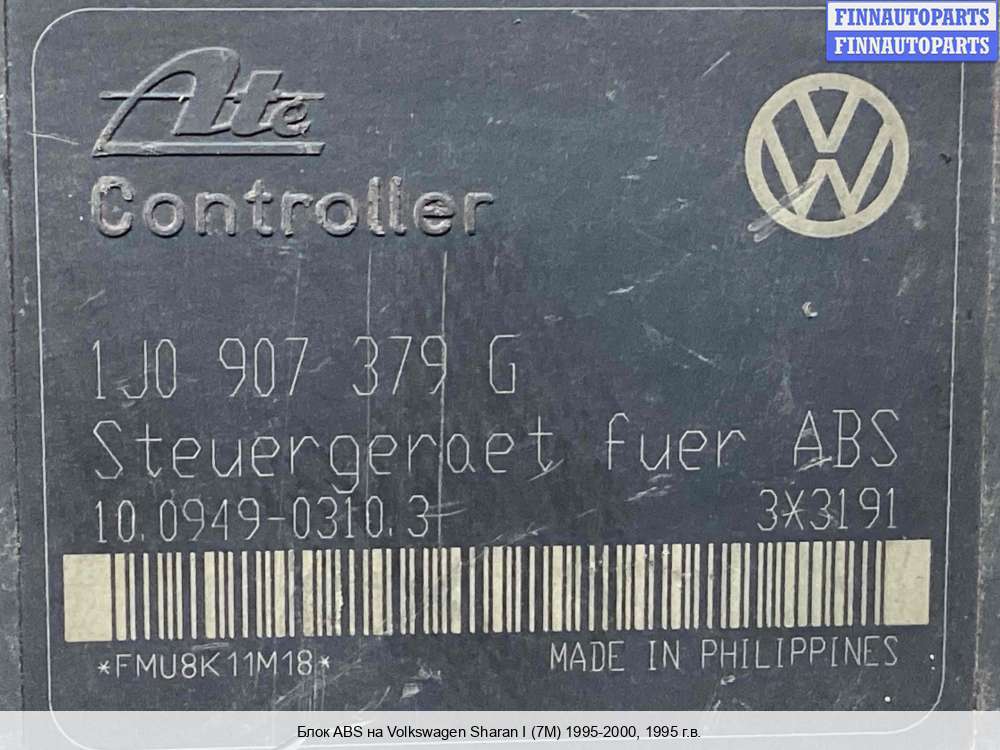 FINNAUTOPARTS
FINNAUTOPARTS
Ate
Controller
1J0 907 379 G
Steuergeraet fuer ABS
10.0949-0310.3 3X3191
*FMU8K11M18*
MADE IN PHILIPPINES
Блок ABS на Volkswagen Sharan I (7M) 1995-2000, 1995 г.в.